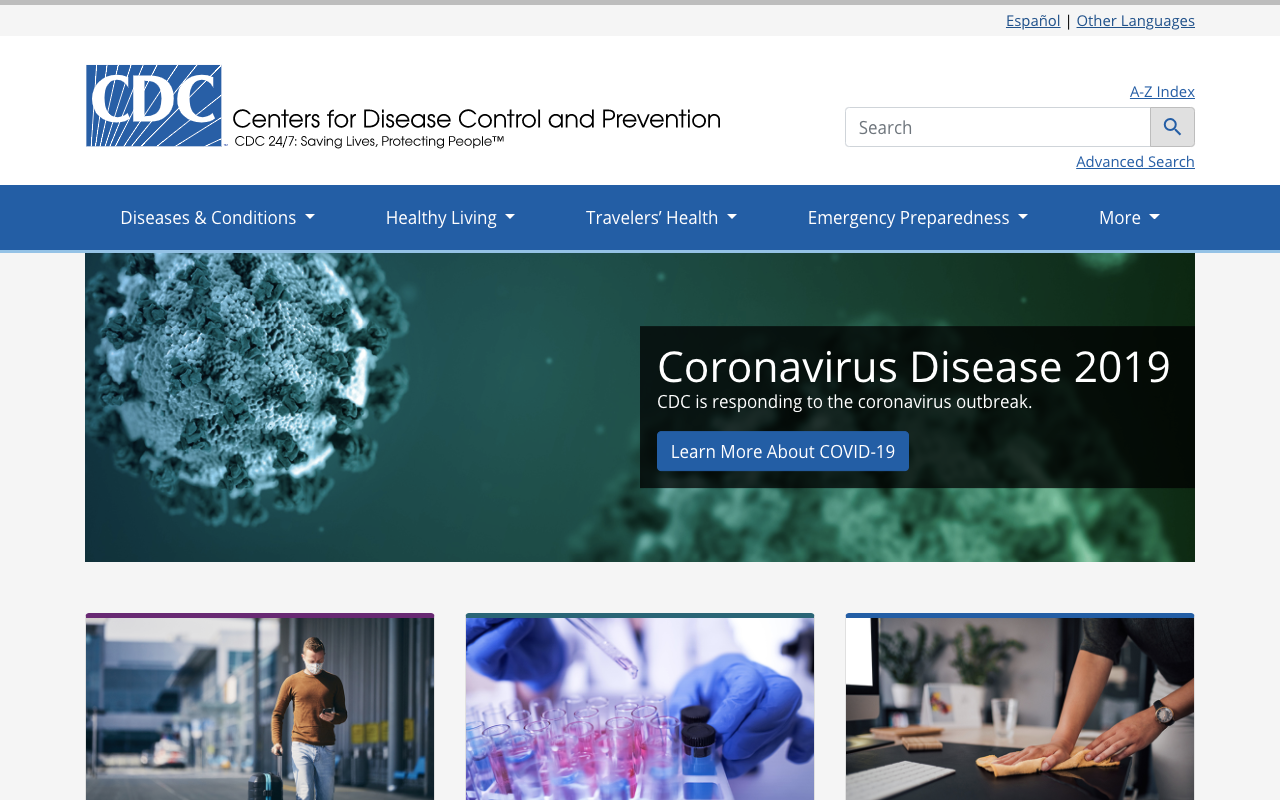 Español | Other Languages
CDC
Centers for Disease Control and Prevention
CDC 24/7: Saving Lives, Protecting People™
A-Z Index
Search
Advanced Search
Diseases & Conditions
Healthy Living
Travelers’ Health
Emergency Preparedness
More
Coronavirus Disease 2019
CDC is responding to the coronavirus outbreak.
Learn More About COVID-19